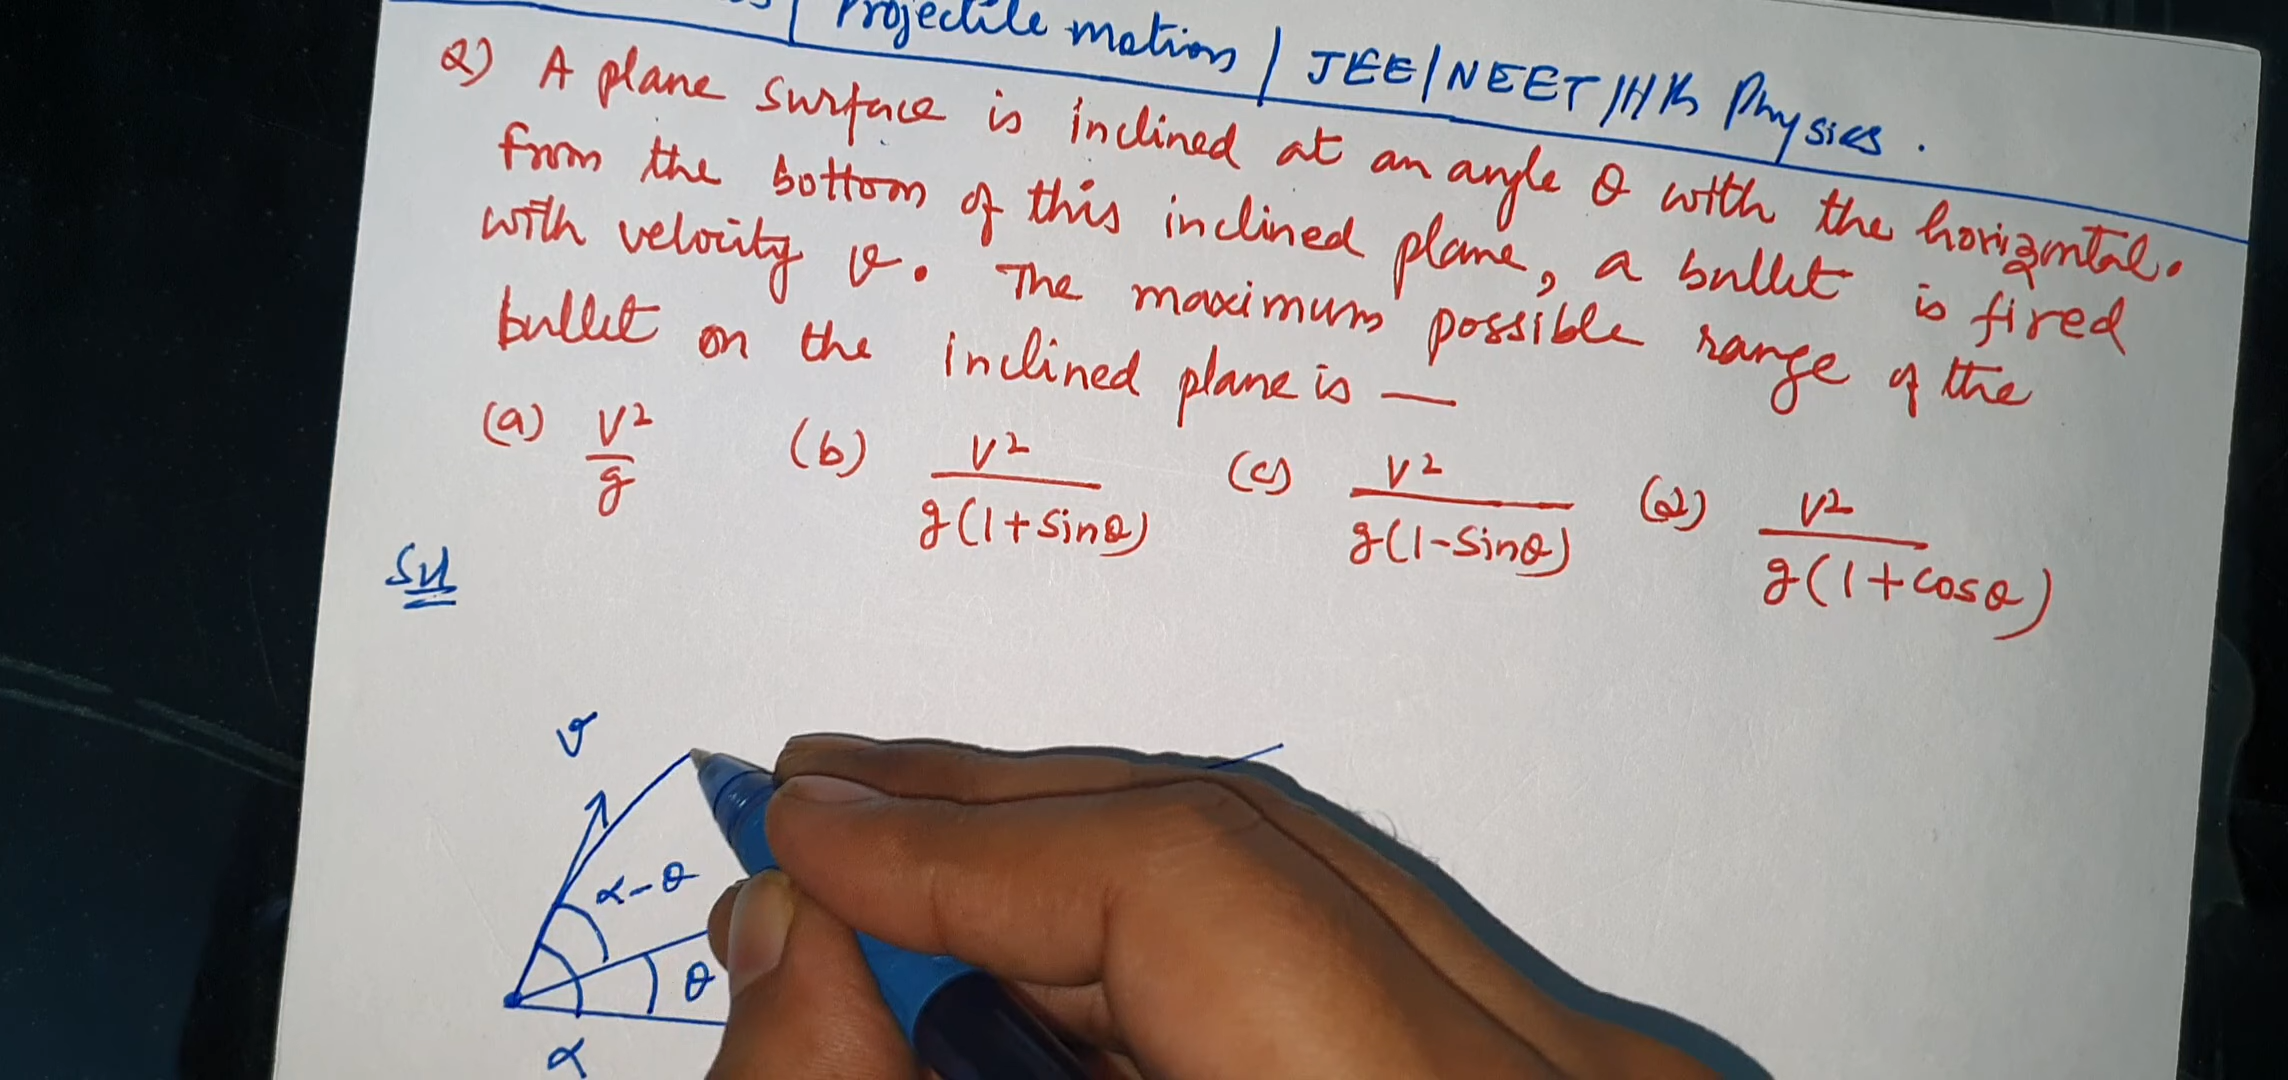 Projectile motion / JEE/NEET/HKs Physics.
Q) A plane surface is inclined at an angle θ with the horizontal.
from the bottom of this inclined plane, a bullet is fired
with velocity v. The maximum possible range of the
bullet on the inclined plane is —
(a) v²/g (b) v²/g(1+sinθ) (c) v²/g(1-sinθ) (d) v²/g(1+cosθ)
Sol
v
α-θ
θ
α